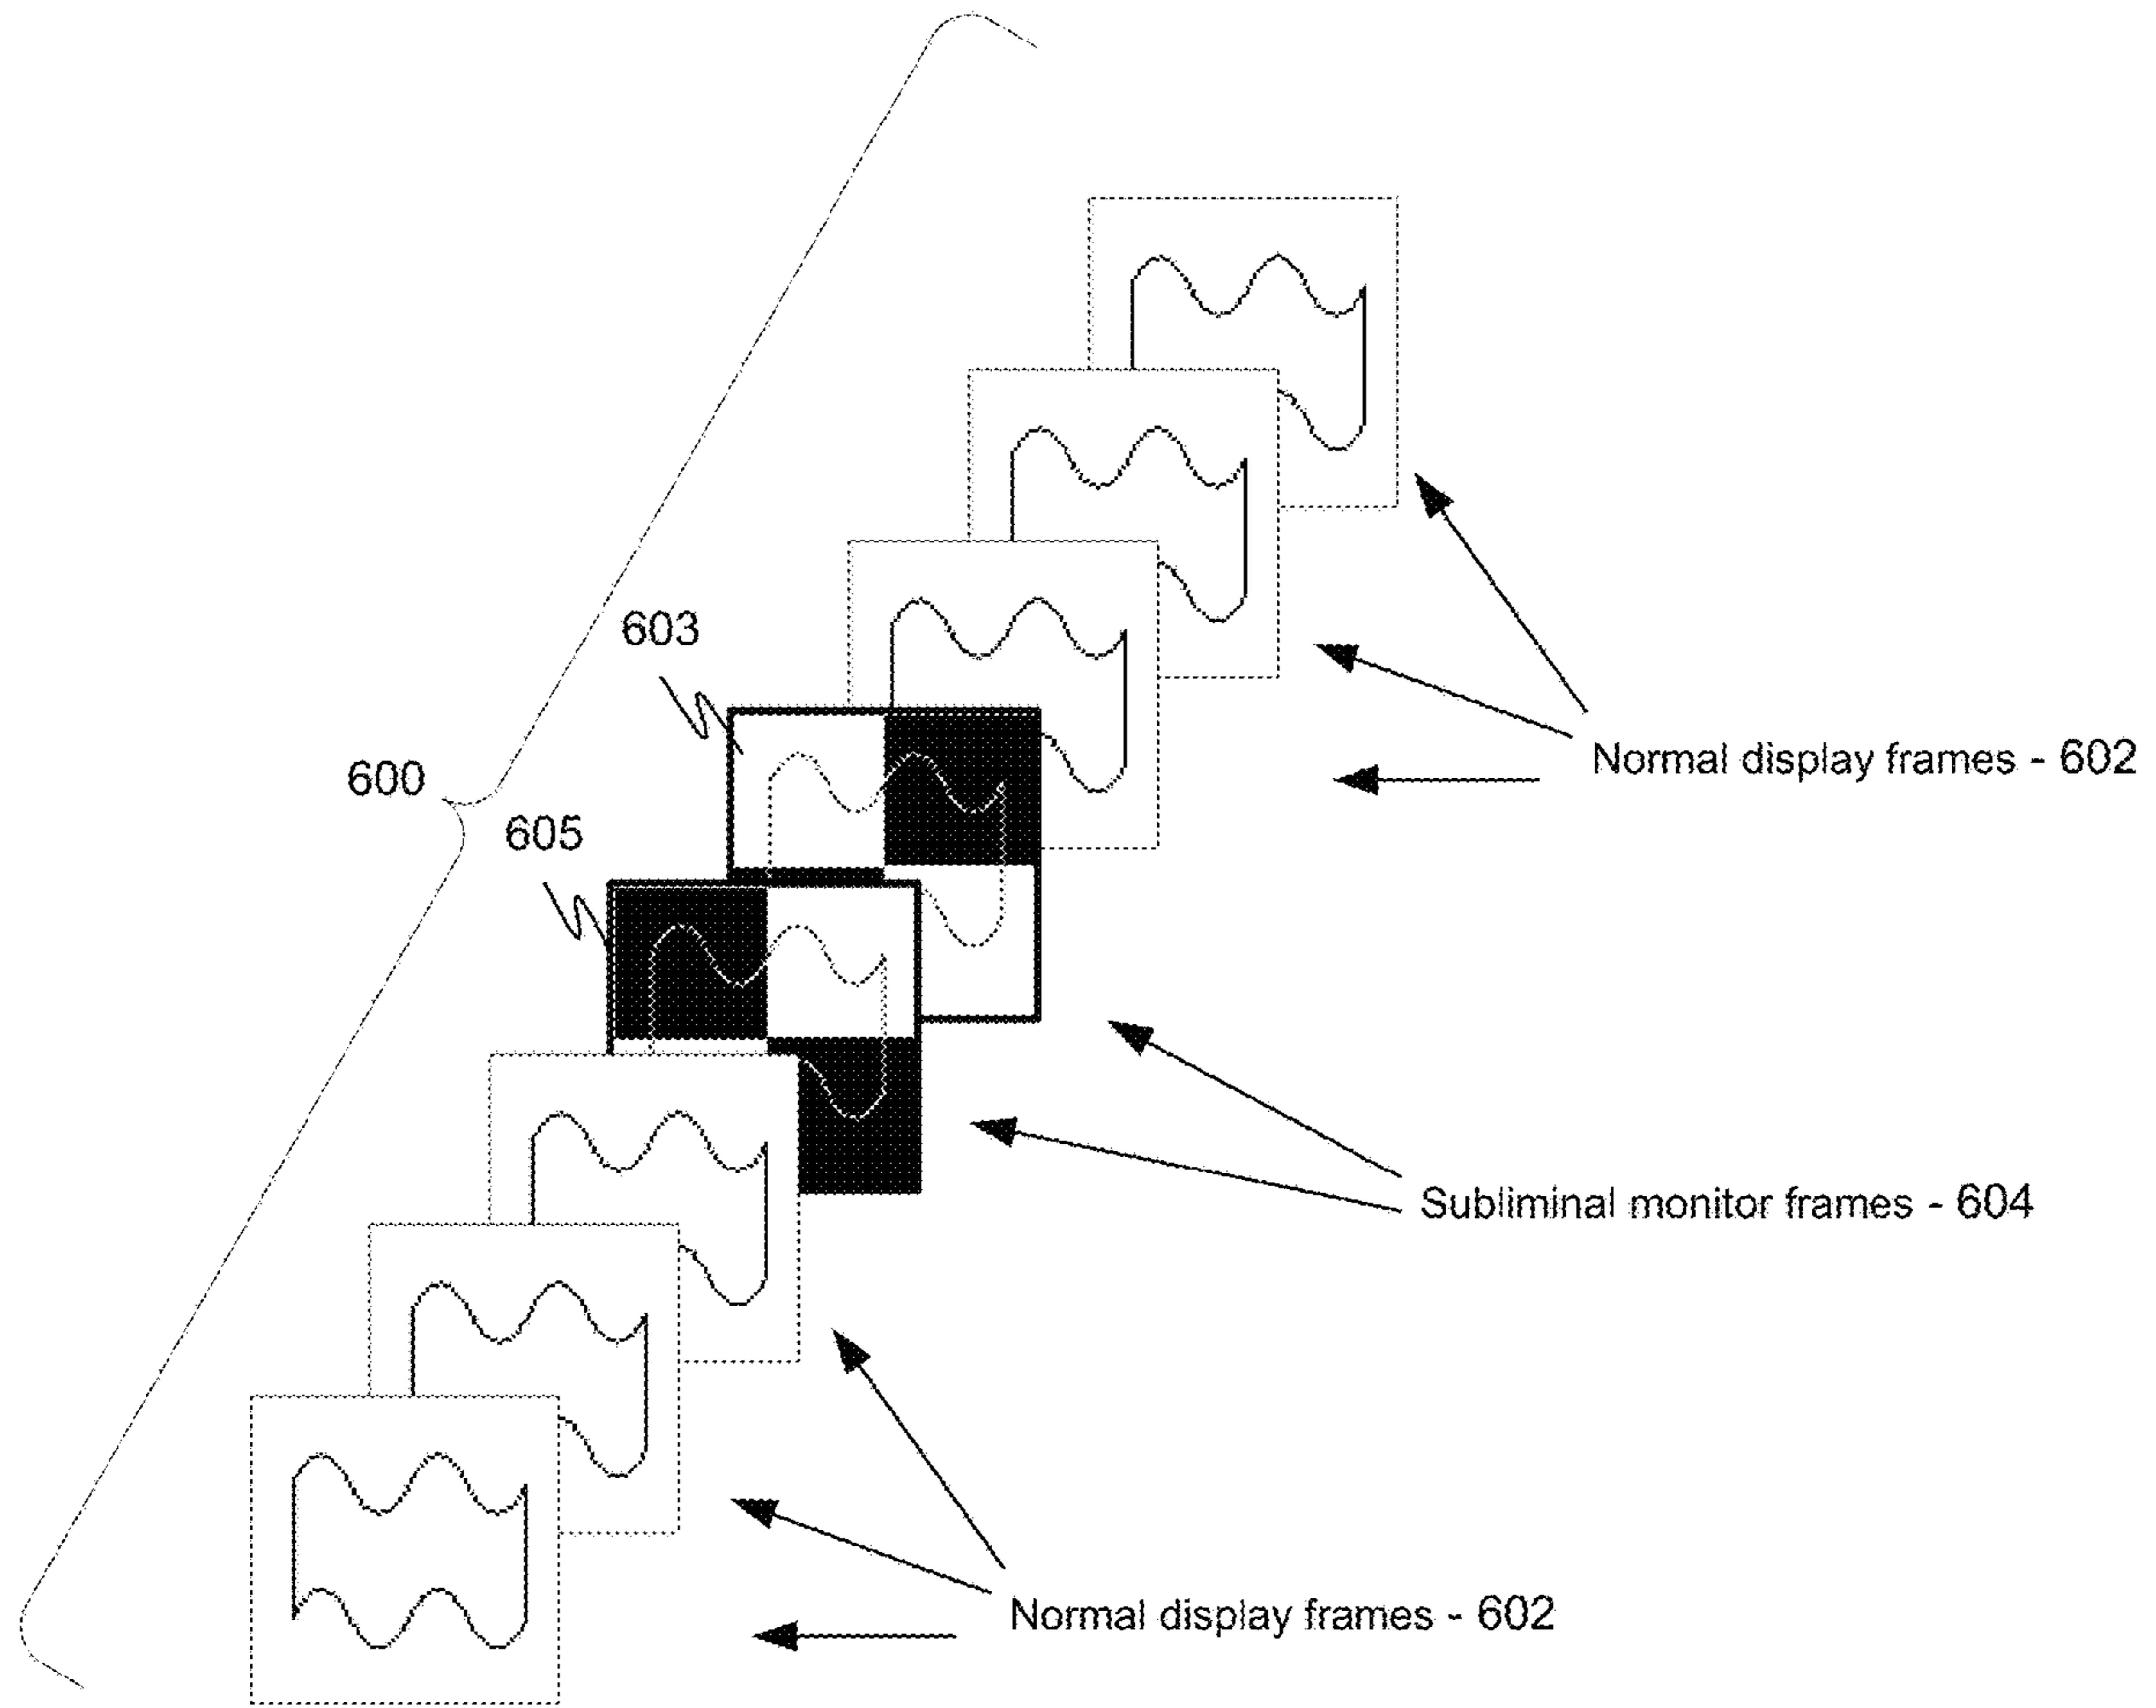 603
600
605
Normal display frames - 602
Subliminal monitor frames - 604
Normal display frames - 602